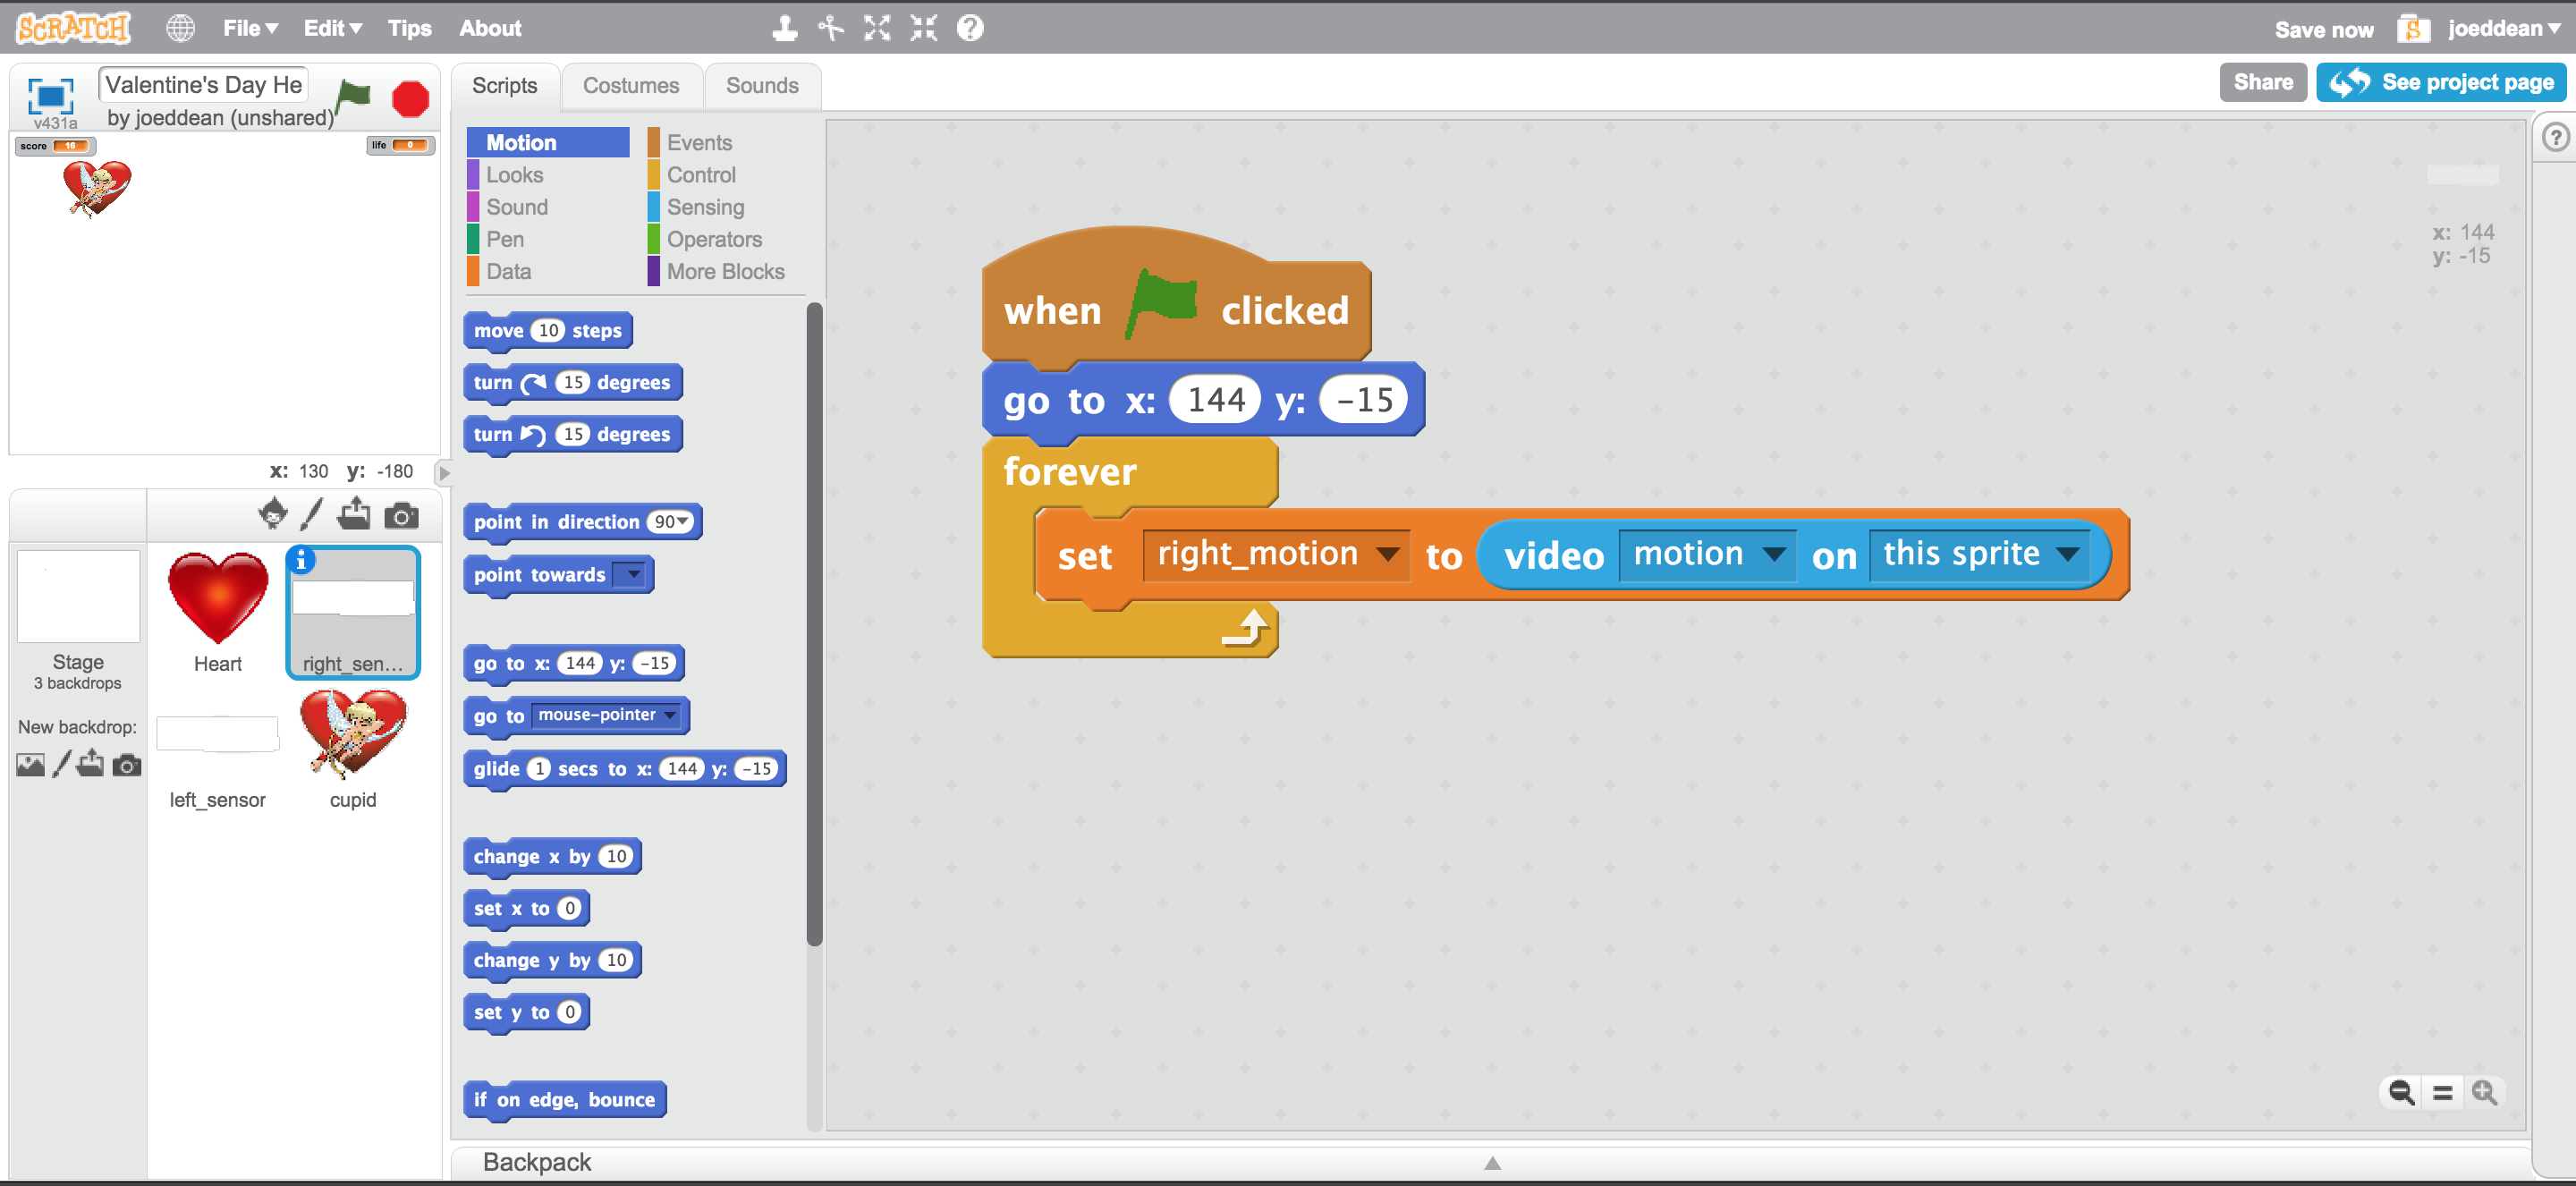 SCRATCH File Edit Tips About Save now joeddean
Valentine's Day He
by joeddean (unshared)
v431a
score 16 life 0
x: 130 y: -180
Stage
3 backdrops
New backdrop:
Heart
right_sen...
left_sensor
cupid
Scripts Costumes Sounds
Share See project page
Motion Events
Looks Control
Sound Sensing
Pen Operators
Data More Blocks
move 10 steps
turn 15 degrees
turn 15 degrees
point in direction 90
point towards
go to x: 144 y: -15
go to mouse-pointer
glide 1 secs to x: 144 y: -15
change x by 10
set x to 0
change y by 10
set y to 0
if on edge, bounce
when clicked
go to x: 144 y: -15
forever
set right_motion to video motion on this sprite
x: 144
y: -15
Backpack